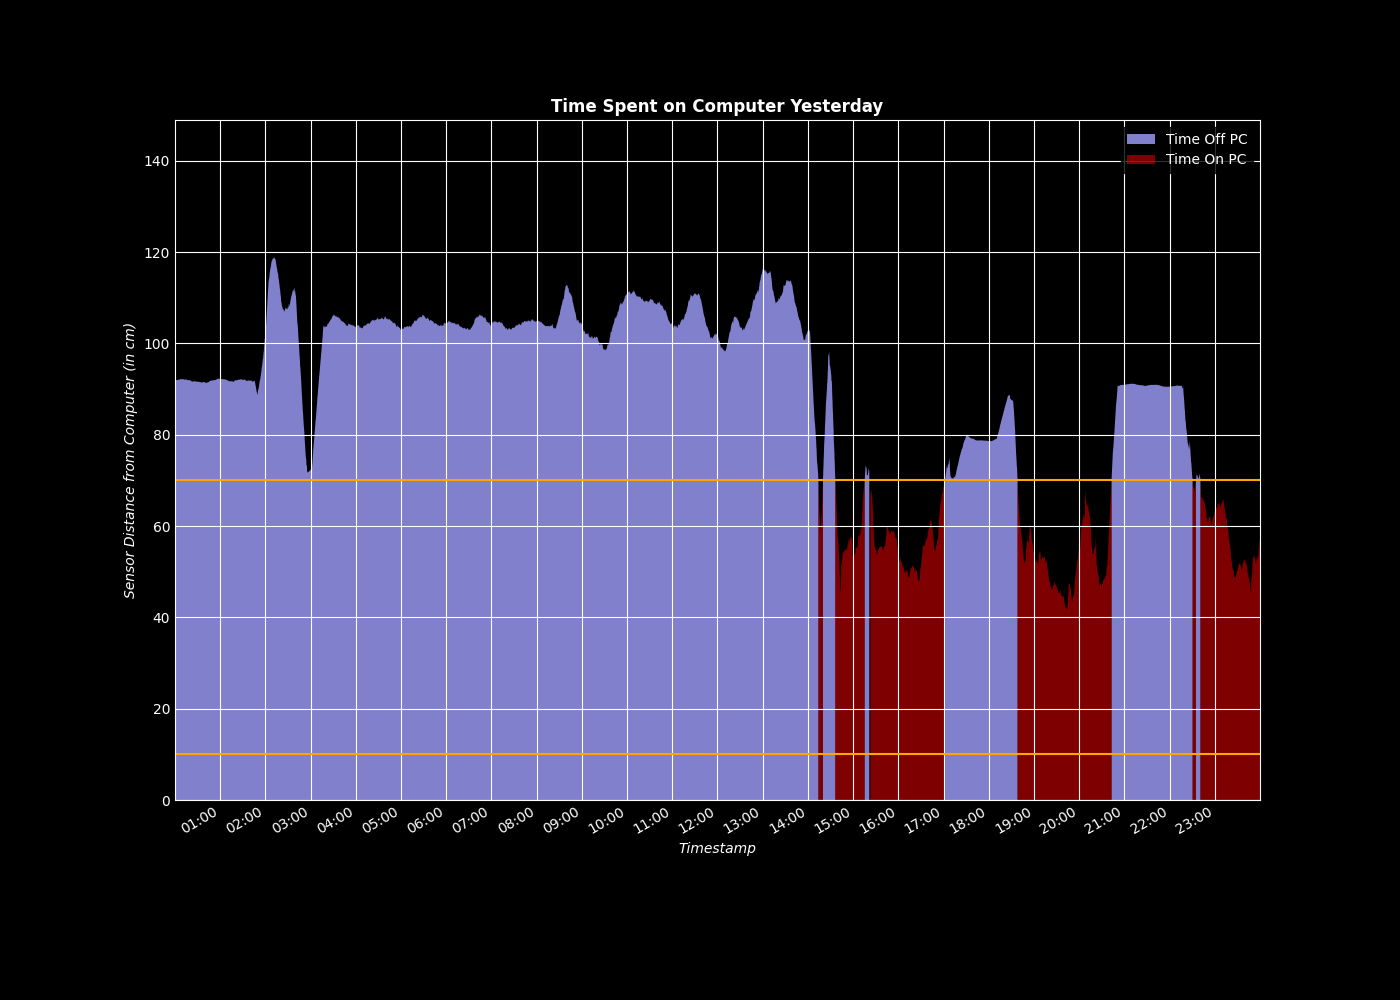 Time Spent on Computer Yesterday
Time Off PC
Time On PC
140
120
100
80
60
40
20
0
Sensor Distance from Computer (in cm)
01:00 02:00 03:00 04:00 05:00 06:00 07:00 08:00 09:00 10:00 11:00 12:00 13:00 14:00 15:00 16:00 17:00 18:00 19:00 20:00 21:00 22:00 23:00
Timestamp